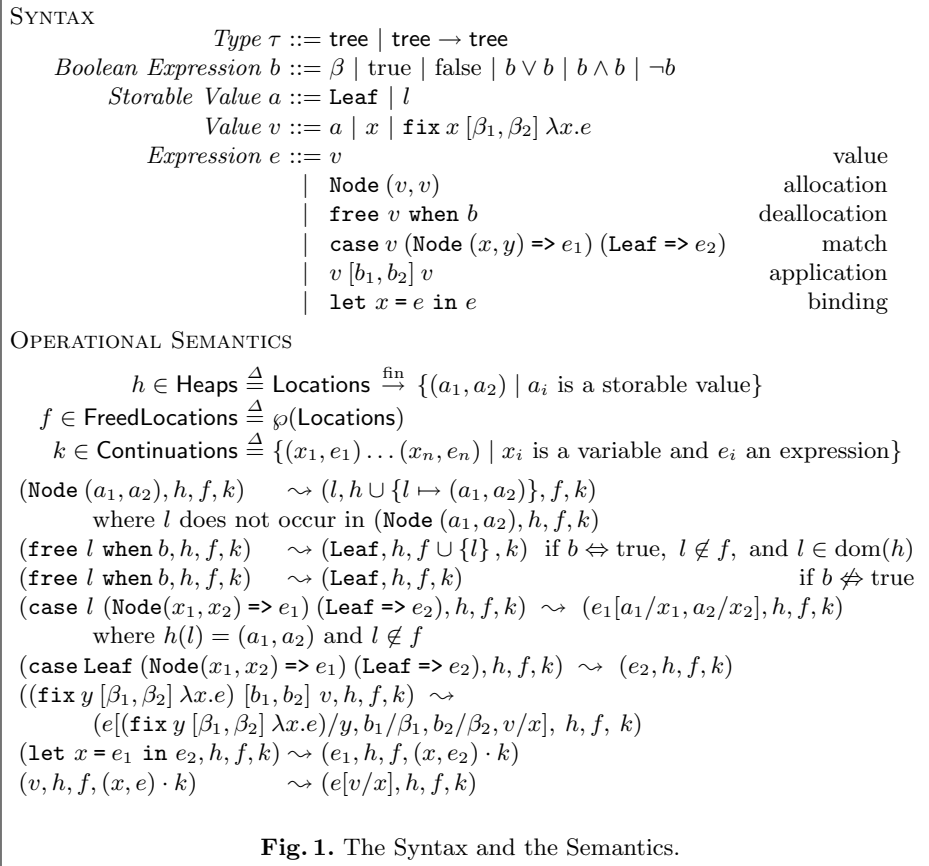 SYNTAX
Type τ ::= tree | tree → tree
Boolean Expression b ::= β | true | false | b ∨ b | b ∧ b | ¬b
Storable Value a ::= Leaf | l
Value v ::= a | x | fix x [β₁, β₂] λx.e
Expression e ::= v value
| Node (v, v) allocation
| free v when b deallocation
| case v (Node (x, y) => e₁) (Leaf => e₂) match
| v [b₁, b₂] v application
| let x = e in e binding
OPERATIONAL SEMANTICS
h ∈ Heaps ≜ Locations →fin {(a₁, a₂) | aᵢ is a storable value}
f ∈ FreedLocations ≜ ℘(Locations)
k ∈ Continuations ≜ {(x₁, e₁) … (xₙ, eₙ) | xᵢ is a variable and eᵢ an expression}
(Node (a₁, a₂), h, f, k) ⤳ (l, h ∪ {l ↦ (a₁, a₂)}, f, k)
where l does not occur in (Node (a₁, a₂), h, f, k)
(free l when b, h, f, k) ⤳ (Leaf, h, f ∪ {l}, k) if b ⇔ true, l ∉ f, and l ∈ dom(h)
(free l when b, h, f, k) ⤳ (Leaf, h, f, k) if b ⇎ true
(case l (Node(x₁, x₂) => e₁) (Leaf => e₂), h, f, k) ⤳ (e₁[a₁/x₁, a₂/x₂], h, f, k)
where h(l) = (a₁, a₂) and l ∉ f
(case Leaf (Node(x₁, x₂) => e₁) (Leaf => e₂), h, f, k) ⤳ (e₂, h, f, k)
((fix y [β₁, β₂] λx.e) [b₁, b₂] v, h, f, k) ⤳
(e[(fix y [β₁, β₂] λx.e)/y, b₁/β₁, b₂/β₂, v/x], h, f, k)
(let x = e₁ in e₂, h, f, k) ⤳ (e₁, h, f, (x, e₂) · k)
(v, h, f, (x, e) · k) ⤳ (e[v/x], h, f, k)
Fig. 1. The Syntax and the Semantics.